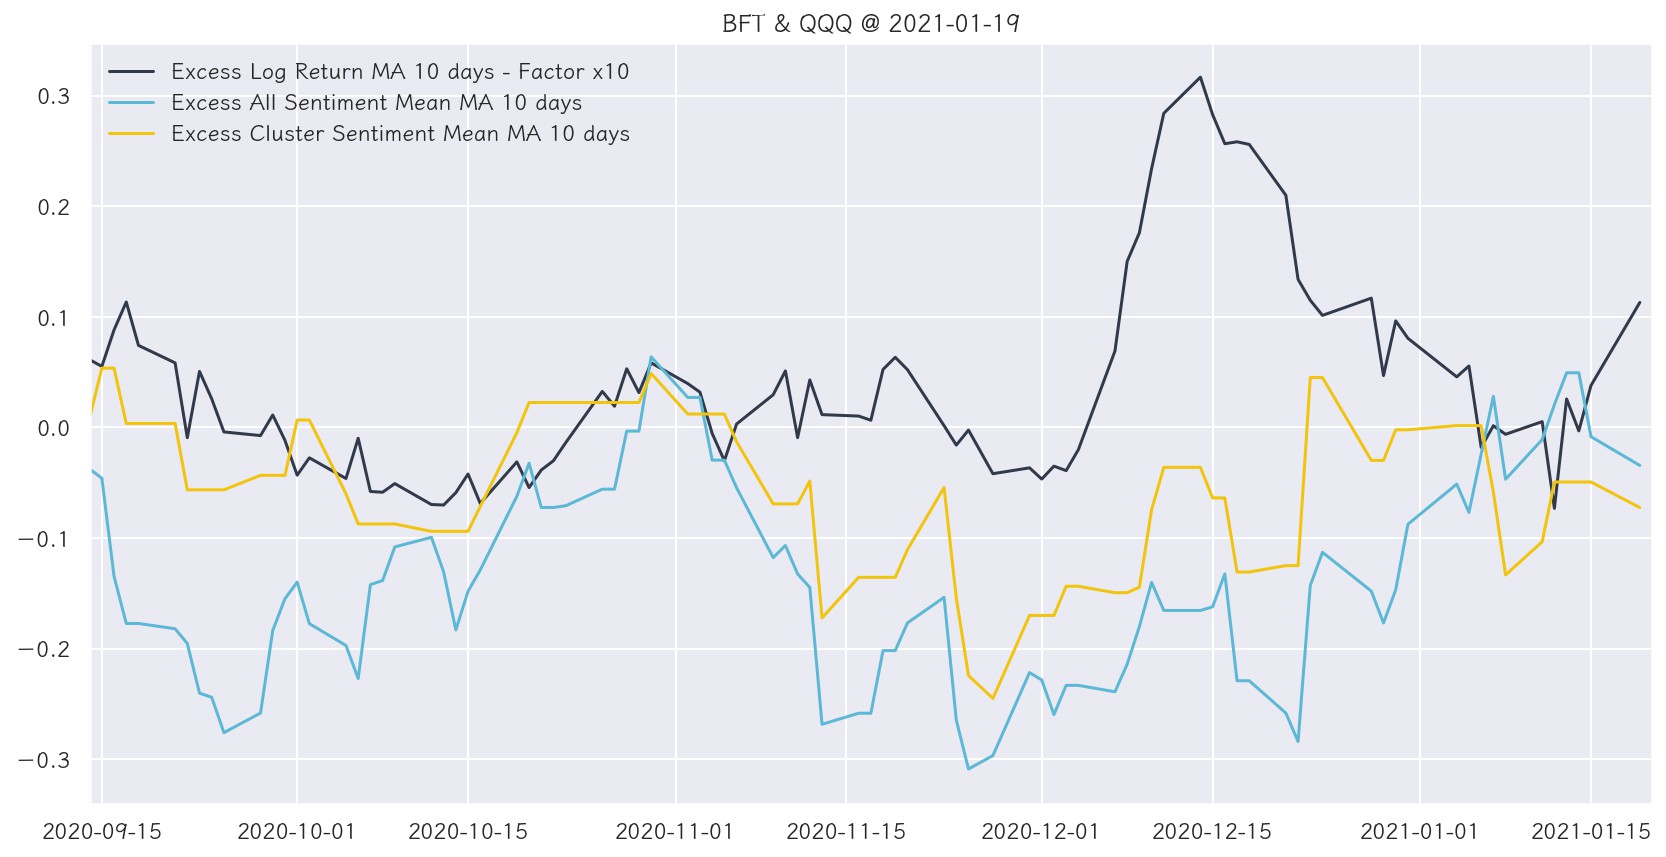 BFT & QQQ @ 2021-01-19
Excess Log Return MA 10 days - Factor x10
Excess All Sentiment Mean MA 10 days
Excess Cluster Sentiment Mean MA 10 days
0.3
0.2
0.1
0.0
−0.1
−0.2
−0.3
2020-09-15 2020-10-01 2020-10-15 2020-11-01 2020-11-15 2020-12-01 2020-12-15 2021-01-01 2021-01-15